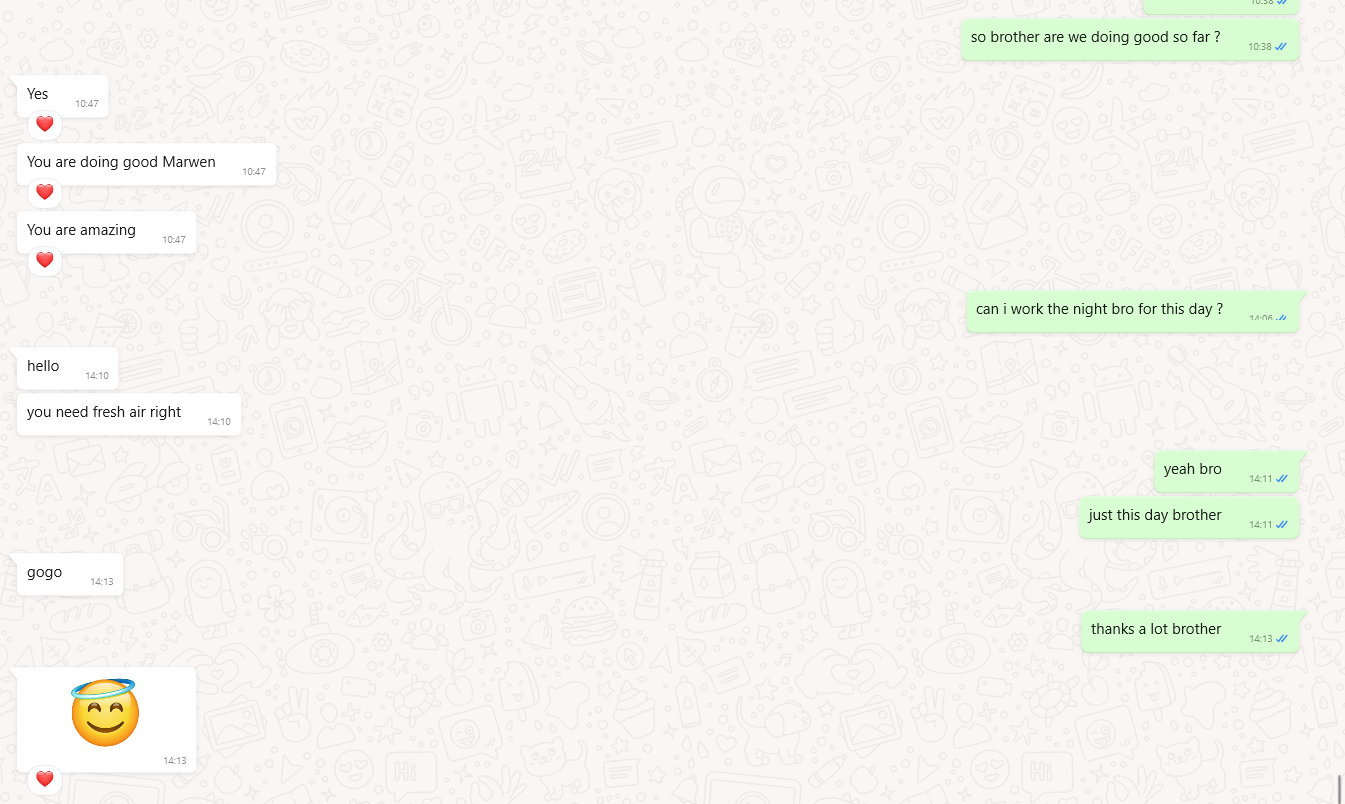 10:38
so brother are we doing good so far ?
10:38
Yes
10:47
You are doing good Marwen
10:47
You are amazing
10:47
can i work the night bro for this day ?
14:06
hello
14:10
you need fresh air right
14:10
yeah bro
14:11
just this day brother
14:11
gogo
14:13
thanks a lot brother
14:13
14:13